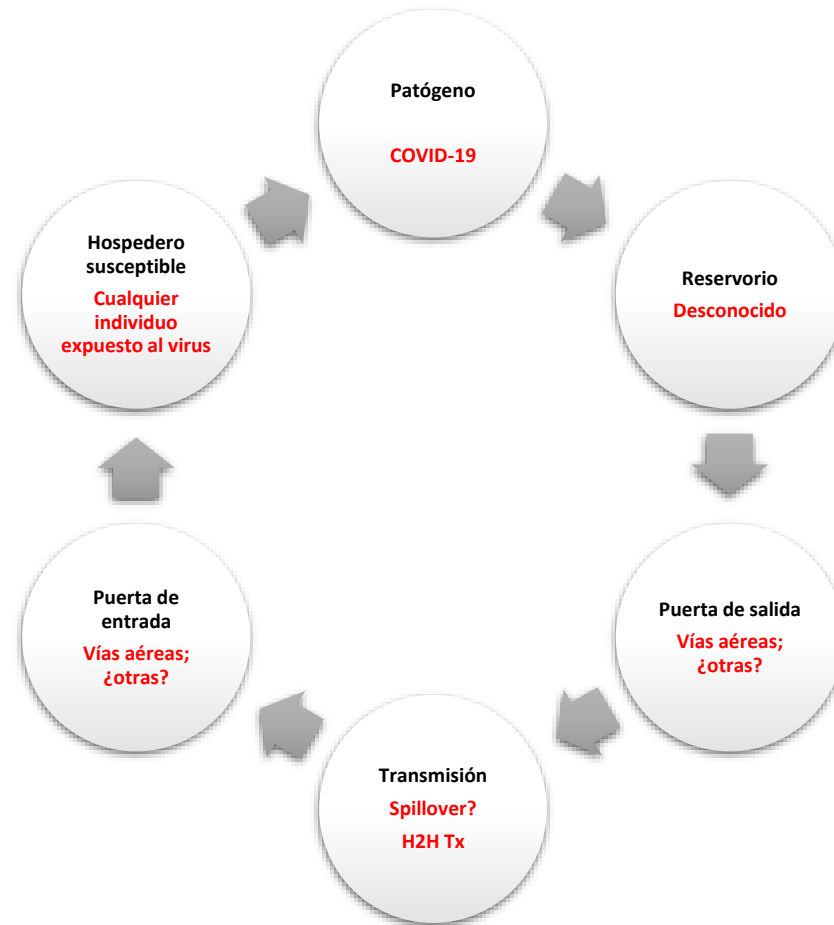 Patógeno
COVID-19
Reservorio
Desconocido
Puerta de salida
Vías aéreas;
¿otras?
Transmisión
Spillover?
H2H Tx
Puerta de
entrada
Vías aéreas;
¿otras?
Hospedero
susceptible
Cualquier
individuo
expuesto al virus